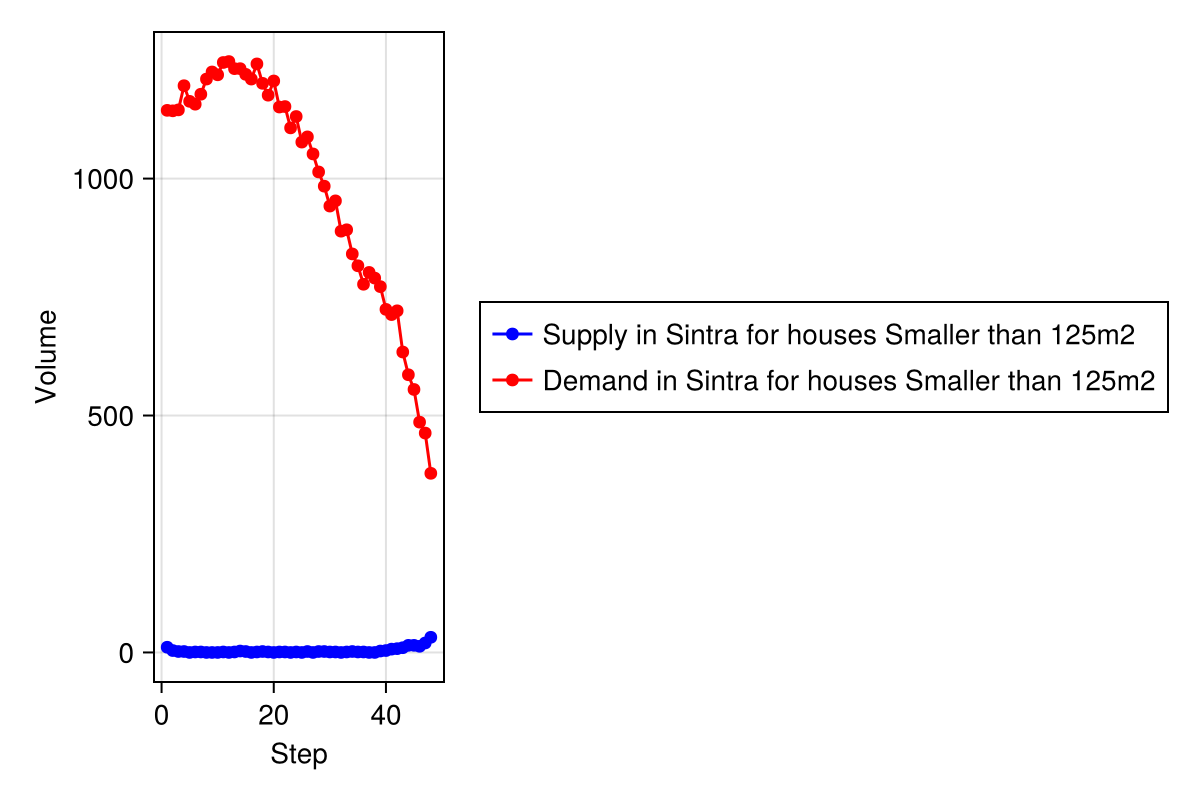 1000
500
0
Volume
0 20 40
Step
Supply in Sintra for houses Smaller than 125m2
Demand in Sintra for houses Smaller than 125m2